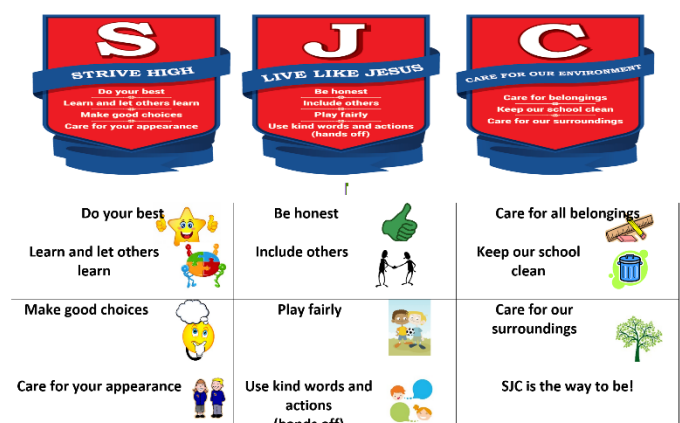 S
STRIVE HIGH
Do your best
Learn and let others learn
Make good choices
Care for your appearance
J
LIVE LIKE JESUS
Be honest
Include others
Play fairly
Use kind words and actions
(hands off)
C
CARE FOR OUR ENVIRONMENT
Care for belongings
Keep our school clean
Care for our surroundings
Do your best
Learn and let others
learn
Be honest
Include others
Care for all belongings
Keep our school
clean
Make good choices
Care for your appearance
Play fairly
Use kind words and
actions
(hands off)
Care for our
surroundings
SJC is the way to be!